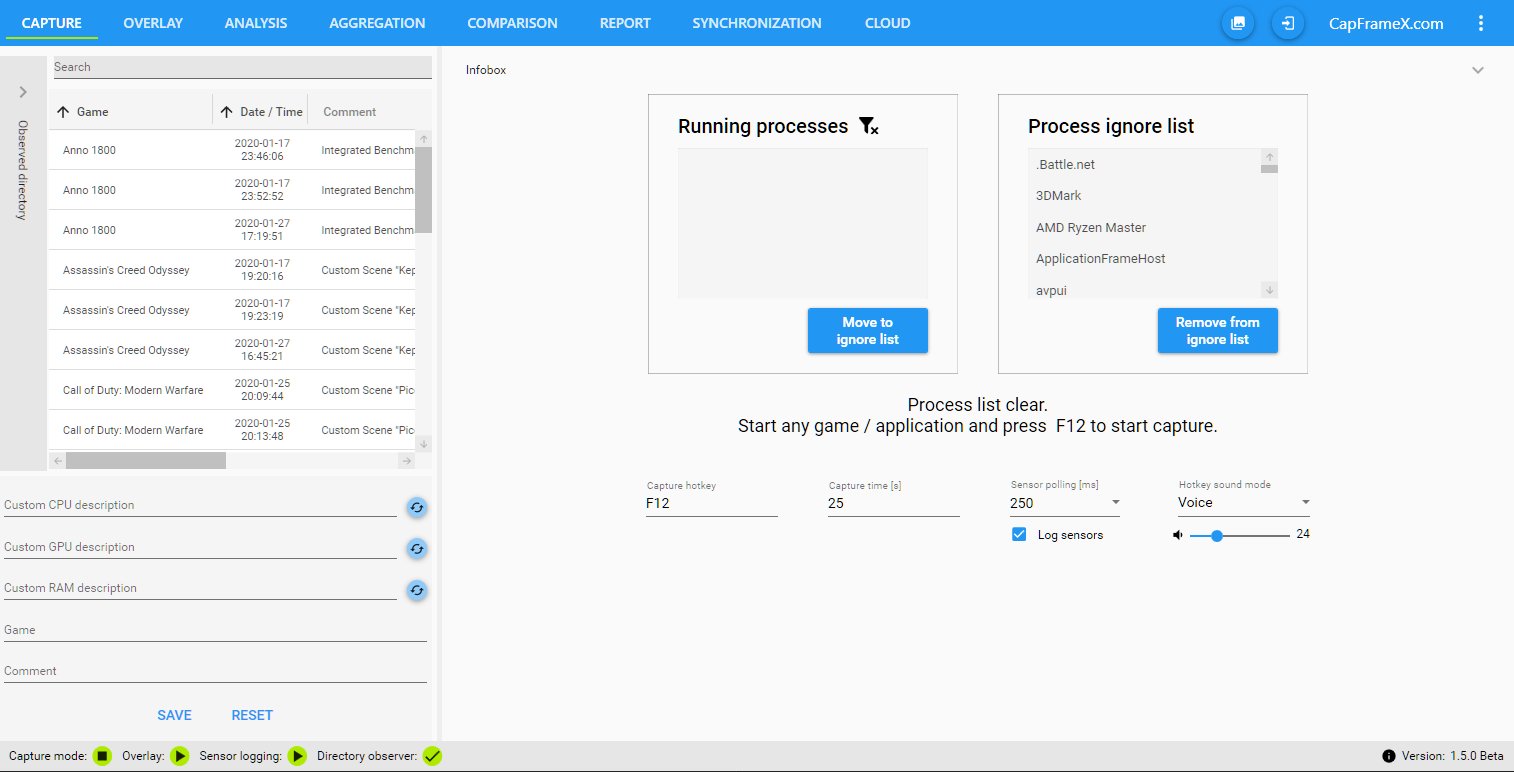 CAPTURE OVERLAY ANALYSIS AGGREGATION COMPARISON REPORT SYNCHRONIZATION CLOUD CapFrameX.com
Observed directory
Search
Game Date / Time Comment
Anno 1800 2020-01-17 23:46:06 Integrated Benchm
Anno 1800 2020-01-17 23:52:52 Integrated Benchm
Anno 1800 2020-01-27 17:19:51 Integrated Benchm
Assassin's Creed Odyssey 2020-01-17 19:20:16 Custom Scene "Kep
Assassin's Creed Odyssey 2020-01-17 19:23:19 Custom Scene "Kep
Assassin's Creed Odyssey 2020-01-27 16:45:21 Custom Scene "Kep
Call of Duty: Modern Warfare 2020-01-25 20:09:44 Custom Scene "Pic
Call of Duty: Modern Warfare 2020-01-25 20:13:48 Custom Scene "Pic
Custom CPU description
Custom GPU description
Custom RAM description
Game
Comment
SAVE RESET
Infobox
Running processes
Move to
ignore list
Process ignore list
.Battle.net
3DMark
AMD Ryzen Master
ApplicationFrameHost
avpui
Remove from
ignore list
Process list clear.
Start any game / application and press F12 to start capture.
Capture hotkey
F12
Capture time [s]
25
Sensor polling [ms]
250
Log sensors
Hotkey sound mode
Voice
24
Capture mode: Overlay: Sensor logging: Directory observer: Version: 1.5.0 Beta